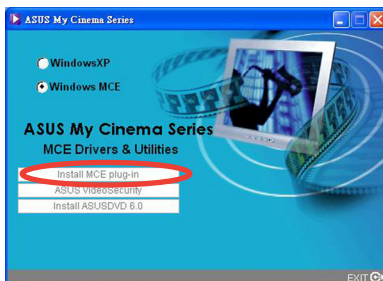 ASUS My Cinema Series
WindowsXP
Windows MCE
ASUS My Cinema Series
MCE Drivers & Utilities
Install MCE plug-in
ASUS VideoSecurity
Install ASUSDVD 6.0
EXIT